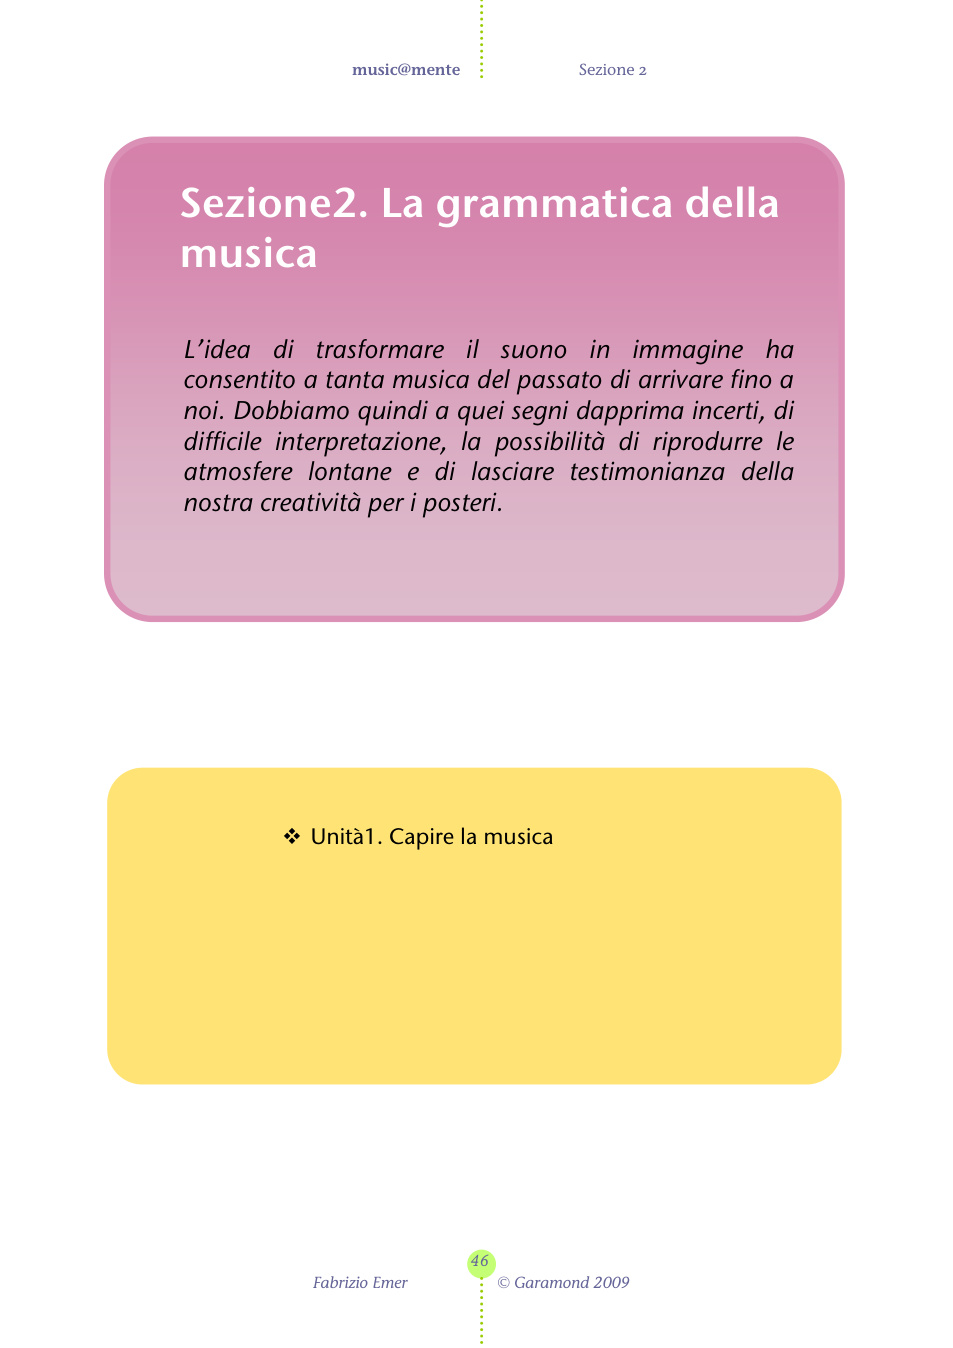 music@mente Sezione 2
Sezione2. La grammatica della
musica
L’idea di trasformare il suono in immagine ha
consentito a tanta musica del passato di arrivare fino a
noi. Dobbiamo quindi a quei segni dapprima incerti, di
difficile interpretazione, la possibilità di riprodurre le
atmosfere lontane e di lasciare testimonianza della
nostra creatività per i posteri.
❖ Unità1. Capire la musica
46
Fabrizio Emer © Garamond 2009